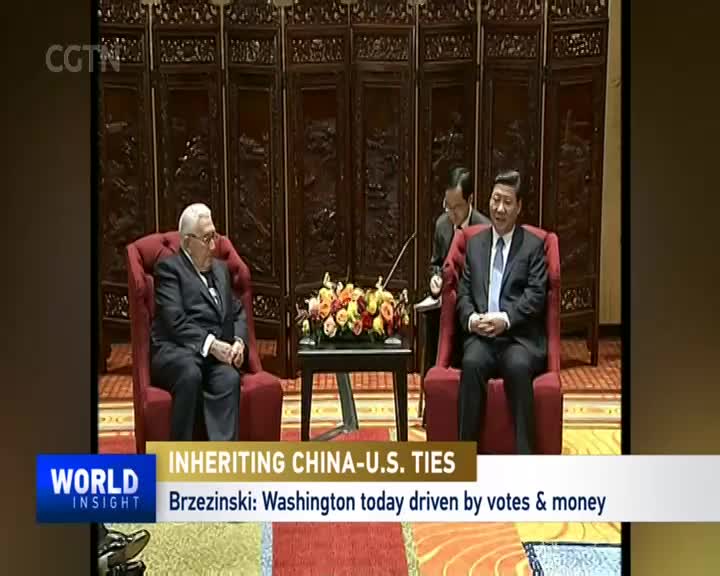 CGTN
INHERITING CHINA-U.S. TIES
WORLD
INSIGHT
Brzezinski: Washington today driven by votes & money